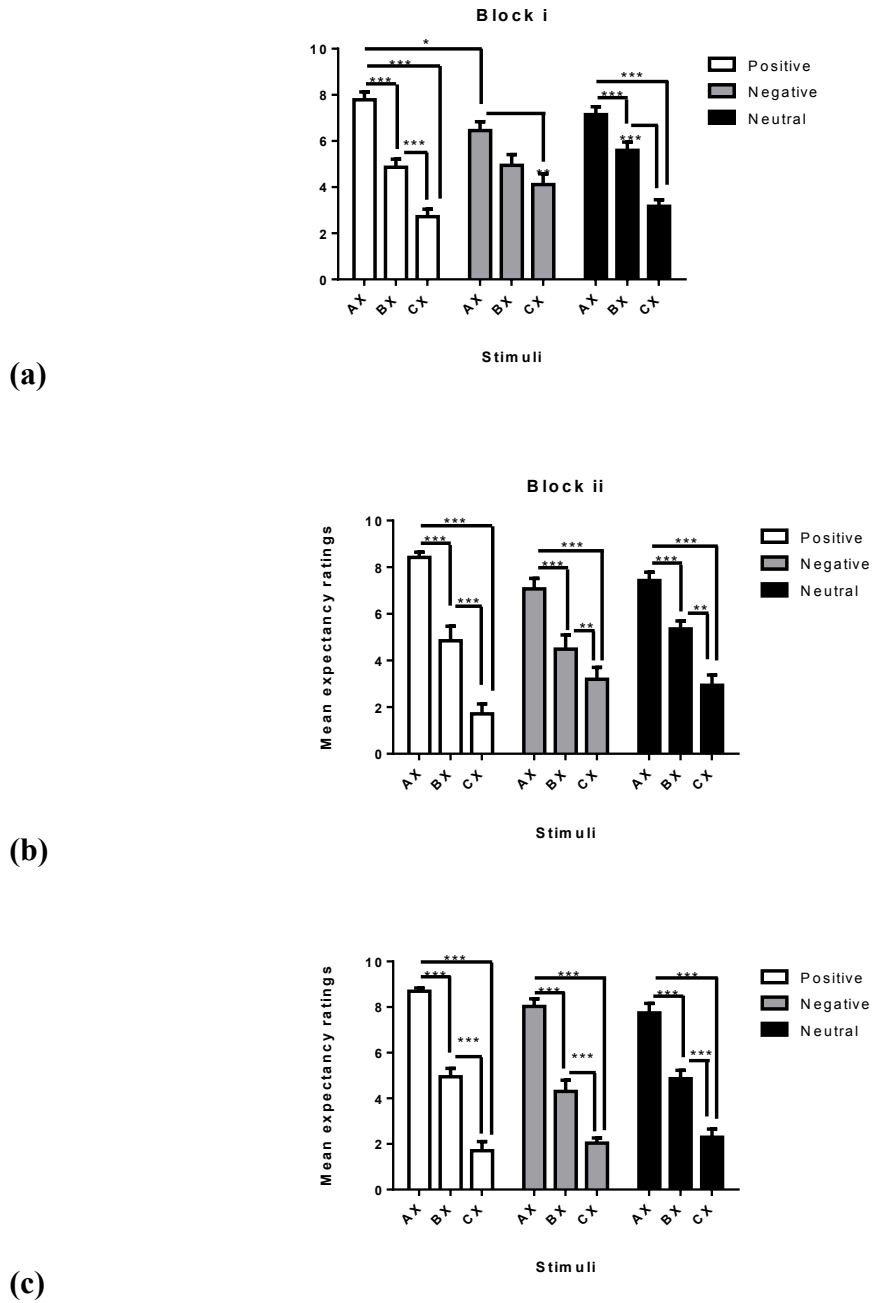 Block i
* 
*** 
***
***
**
***
***
***
10
8
6
4
2
0
AX
BX
CX
AX
BX
CX
AX
BX
CX
Positive
Negative
Neutral
Stimuli
(a)
Block ii
Mean expectancy ratings
10
8
6
4
2
0
***
***
***
***
***
**
***
***
**
AX
BX
CX
AX
BX
CX
AX
BX
CX
Positive
Negative
Neutral
Stimuli
(b)
Mean expectancy ratings
10
8
6
4
2
0
***
***
***
***
***
***
***
***
***
AX
BX
CX
AX
BX
CX
AX
BX
CX
Positive
Negative
Neutral
Stimuli
(c)